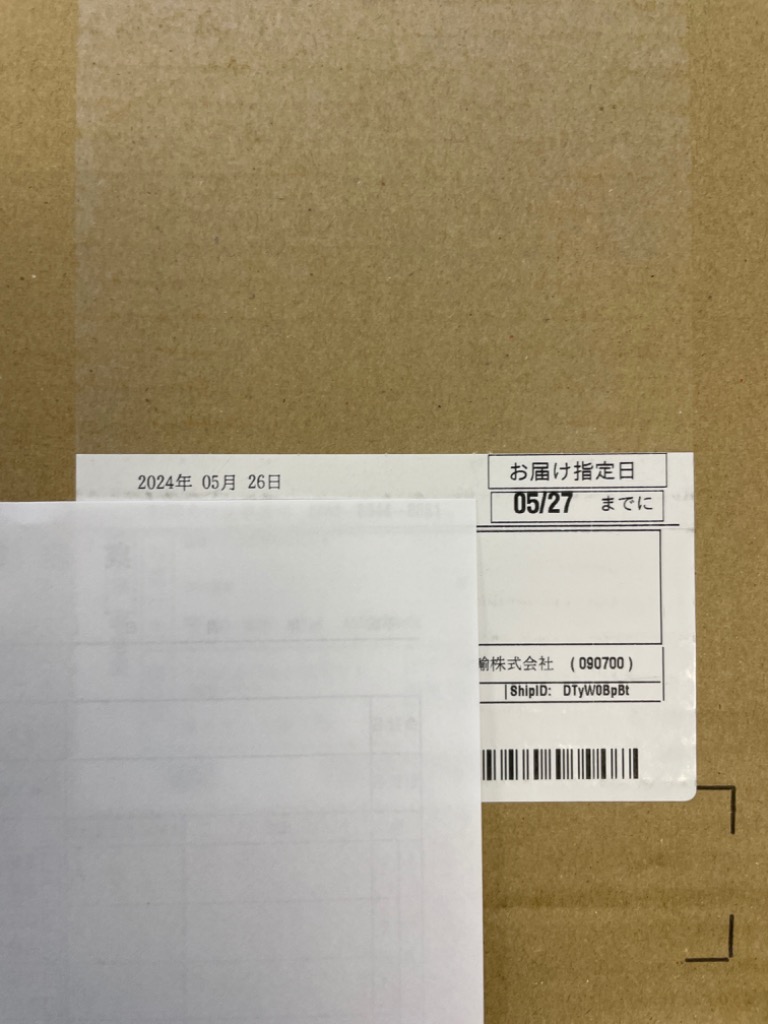 2024年 05月 26日
お届け指定日
05/27 までに
輸株式会社 (090700)
ShipID: DTyW0BpBt